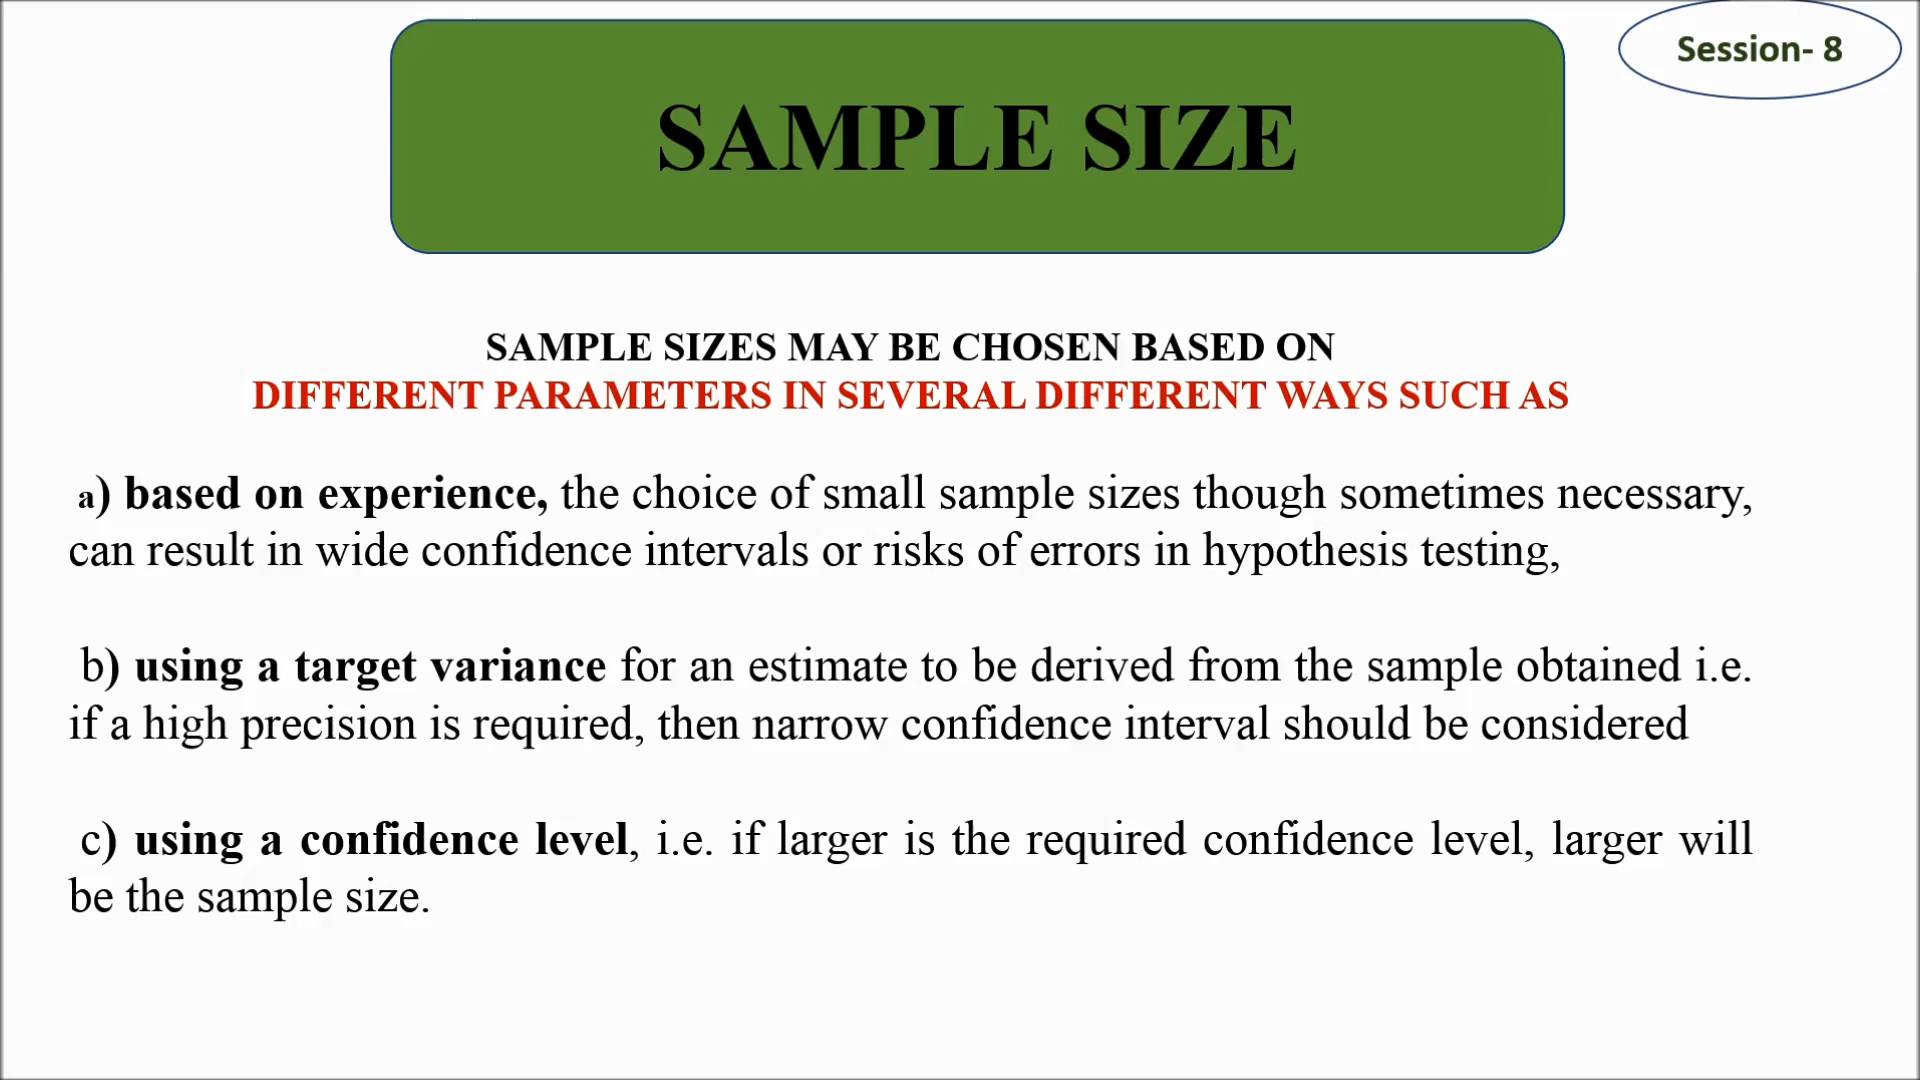 Session- 8
SAMPLE SIZE
SAMPLE SIZES MAY BE CHOSEN BASED ON
DIFFERENT PARAMETERS IN SEVERAL DIFFERENT WAYS SUCH AS
a) based on experience, the choice of small sample sizes though sometimes necessary,
can result in wide confidence intervals or risks of errors in hypothesis testing,
b) using a target variance for an estimate to be derived from the sample obtained i.e.
if a high precision is required, then narrow confidence interval should be considered
c) using a confidence level, i.e. if larger is the required confidence level, larger will
be the sample size.